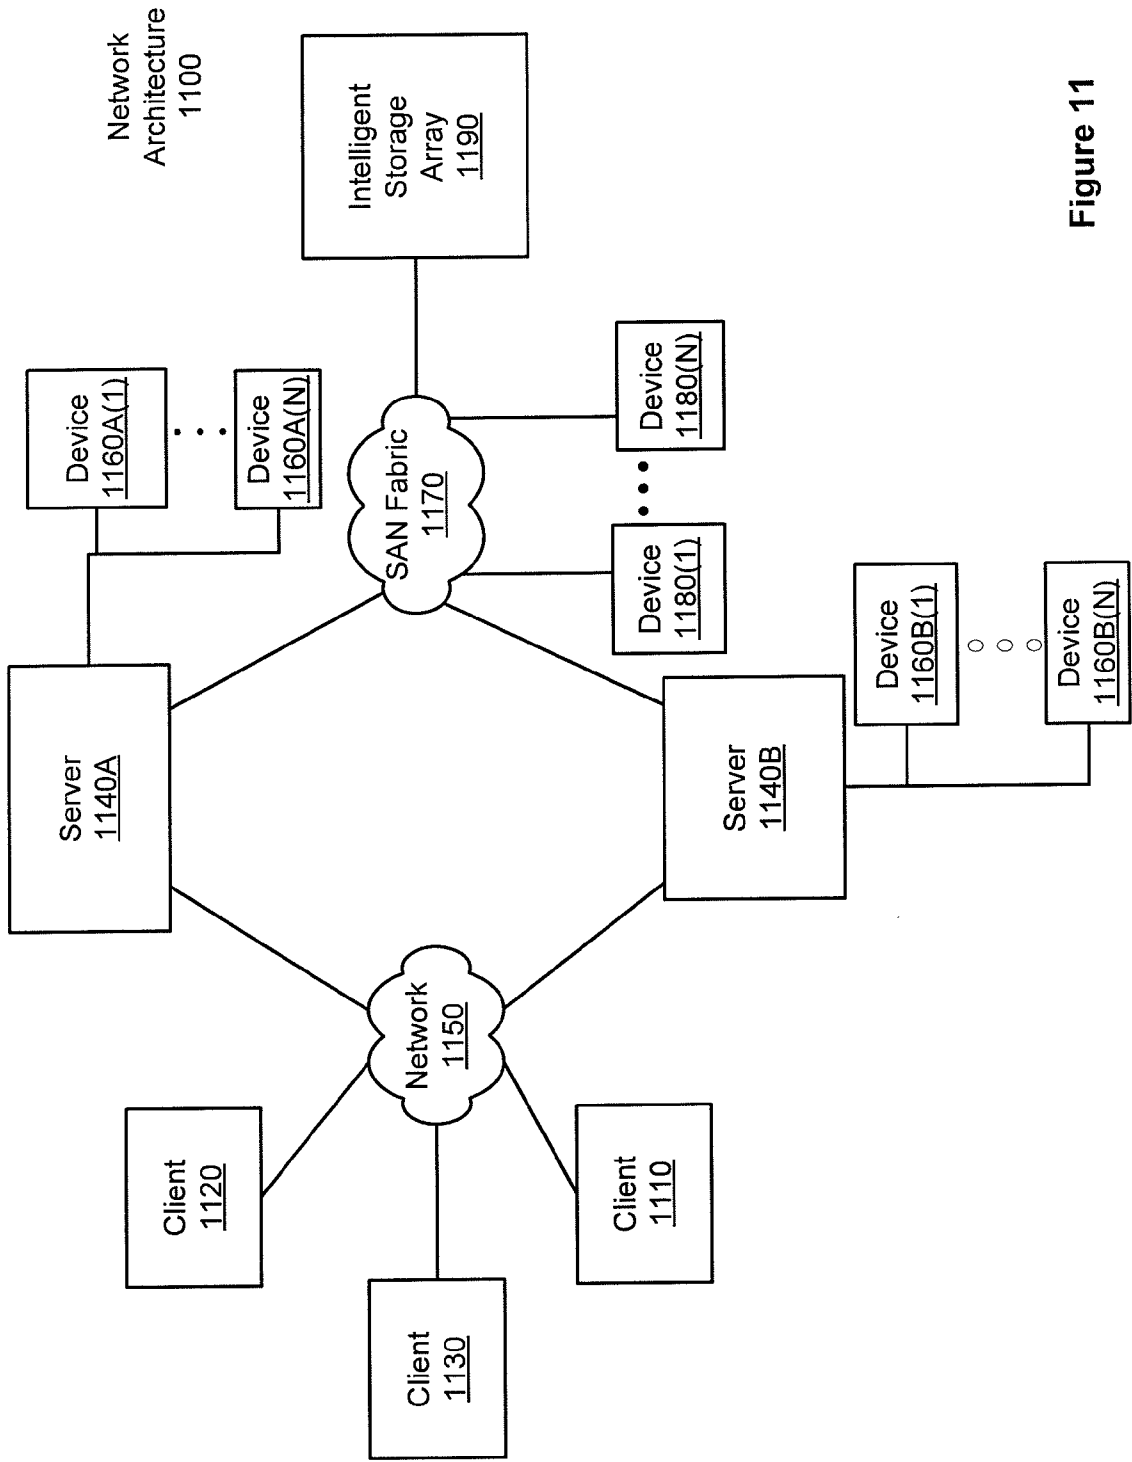 Network
Architecture
1100
Device
1160A(1)
Device
1160A(N)
Intelligent
Storage
Array
1190
Server
1140A
SAN Fabric
1170
Device
1180(1)
Device
1180(N)
Client
1120
Network
1150
Client
1130
Client
1110
Server
1140B
Device
1160B(1)
Device
1160B(N)
Figure 11